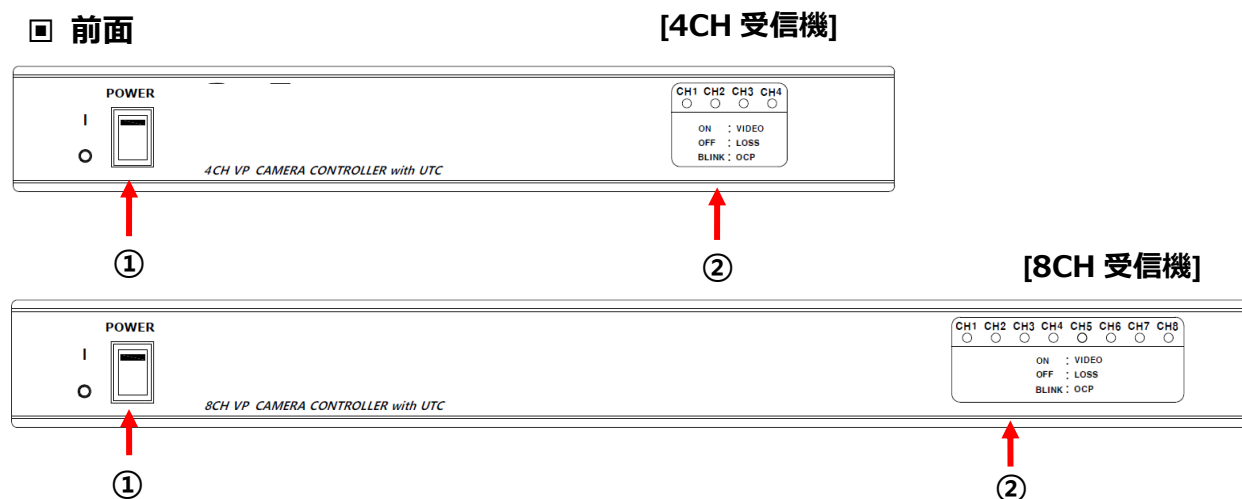 ▣ 前面
[4CH 受信機]
POWER
I
O
4CH VP CAMERA CONTROLLER with UTC
CH1 CH2 CH3 CH4
ON : VIDEO
OFF : LOSS
BLINK : OCP
①
②
[8CH 受信機]
POWER
I
O
8CH VP CAMERA CONTROLLER with UTC
CH1 CH2 CH3 CH4 CH5 CH6 CH7 CH8
ON : VIDEO
OFF : LOSS
BLINK : OCP
①
②